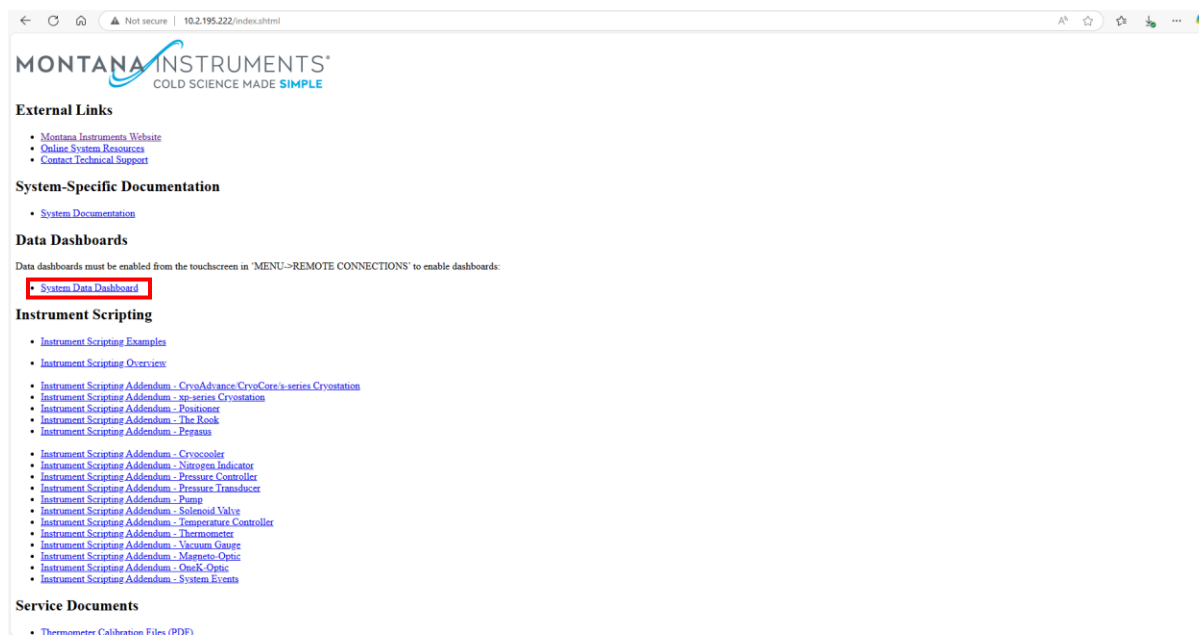 Not secure | 10.2.195.222/index.shtml
MONTANA INSTRUMENTS®
COLD SCIENCE MADE SIMPLE
External Links
Montana Instruments Website
Online System Resources
Contact Technical Support
System-Specific Documentation
System Documentation
Data Dashboards
Data dashboards must be enabled from the touchscreen in 'MENU->REMOTE CONNECTIONS' to enable dashboards:
System Data Dashboard
Instrument Scripting
Instrument Scripting Examples
Instrument Scripting Overview
Instrument Scripting Addendum - CryoAdvance/CryoCore/s-series Cryostation
Instrument Scripting Addendum - xp-series Cryostation
Instrument Scripting Addendum - Positioner
Instrument Scripting Addendum - The Rook
Instrument Scripting Addendum - Pegasus
Instrument Scripting Addendum - Cryocooler
Instrument Scripting Addendum - Nitrogen Indicator
Instrument Scripting Addendum - Pressure Controller
Instrument Scripting Addendum - Pressure Transducer
Instrument Scripting Addendum - Pump
Instrument Scripting Addendum - Solenoid Valve
Instrument Scripting Addendum - Temperature Controller
Instrument Scripting Addendum - Thermometer
Instrument Scripting Addendum - Vacuum Gauge
Instrument Scripting Addendum - Magneto-Optic
Instrument Scripting Addendum - OneK-Optic
Instrument Scripting Addendum - System Events
Service Documents
Thermometer Calibration Files (PDF)